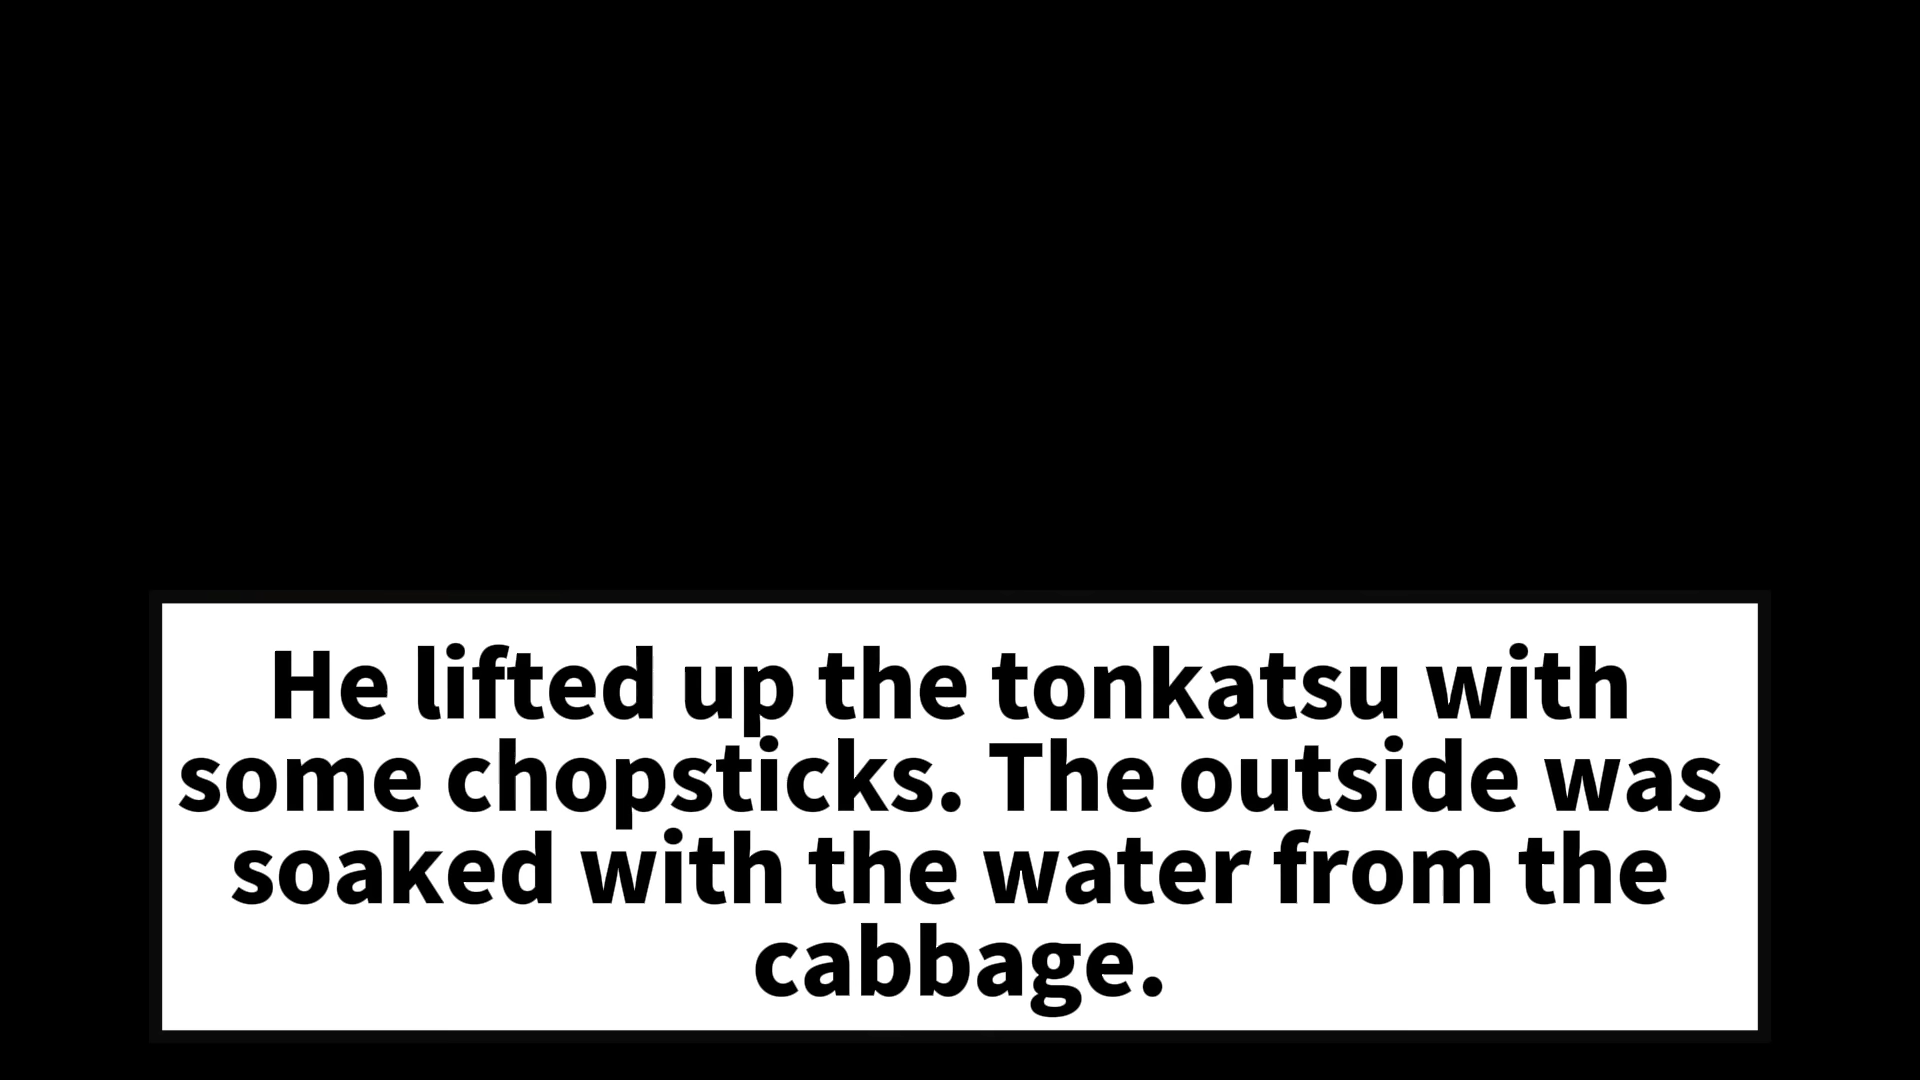 He lifted up the tonkatsu with
some chopsticks. The outside was
soaked with the water from the
cabbage.